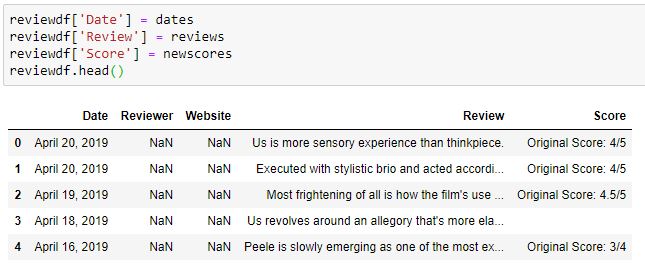 reviewdf['Date'] = dates
reviewdf['Review'] = reviews
reviewdf['Score'] = newscores
reviewdf.head()
Date Reviewer Website Review Score
0 April 20, 2019 NaN NaN Us is more sensory experience than thinkpiece. Original Score: 4/5
1 April 20, 2019 NaN NaN Executed with stylistic brio and acted accordi... Original Score: 4/5
2 April 19, 2019 NaN NaN Most frightening of all is how the film's use ... Original Score: 4.5/5
3 April 18, 2019 NaN NaN Us revolves around an allegory that's more ela...
4 April 16, 2019 NaN NaN Peele is slowly emerging as one of the most ex... Original Score: 3/4